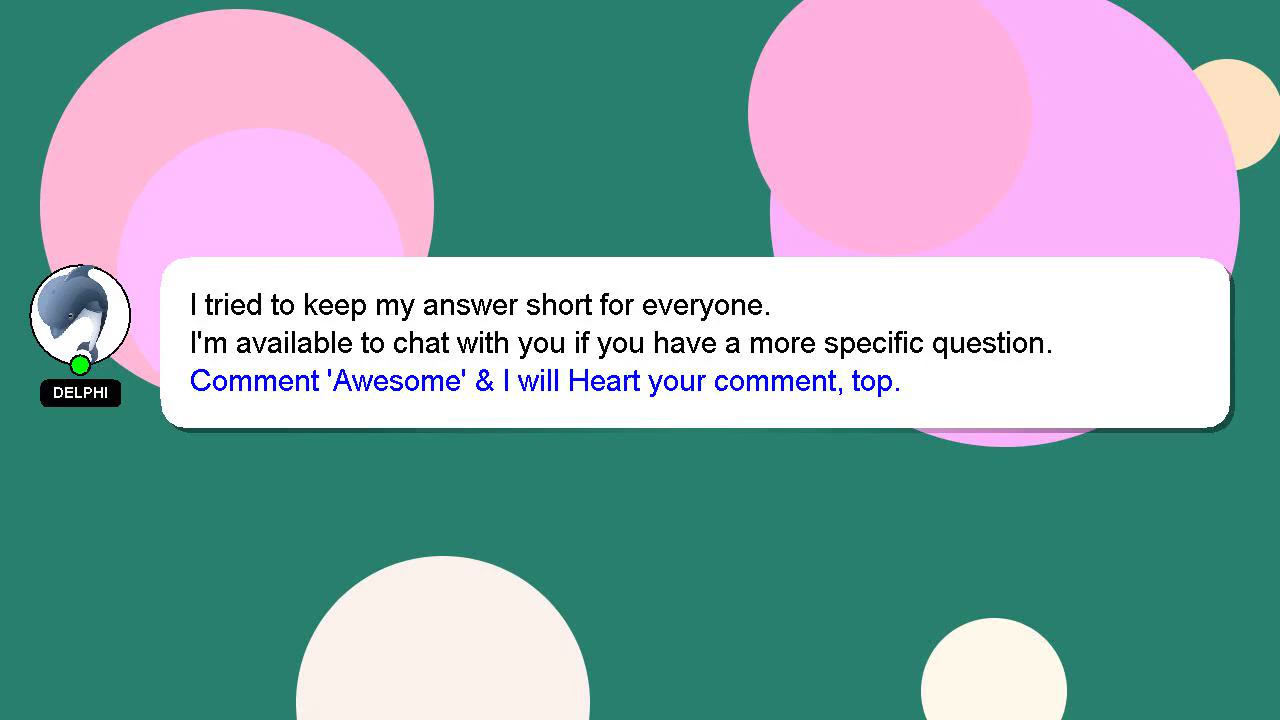 I tried to keep my answer short for everyone.
I'm available to chat with you if you have a more specific question.
Comment 'Awesome' & I will Heart your comment, top.
DELPHI